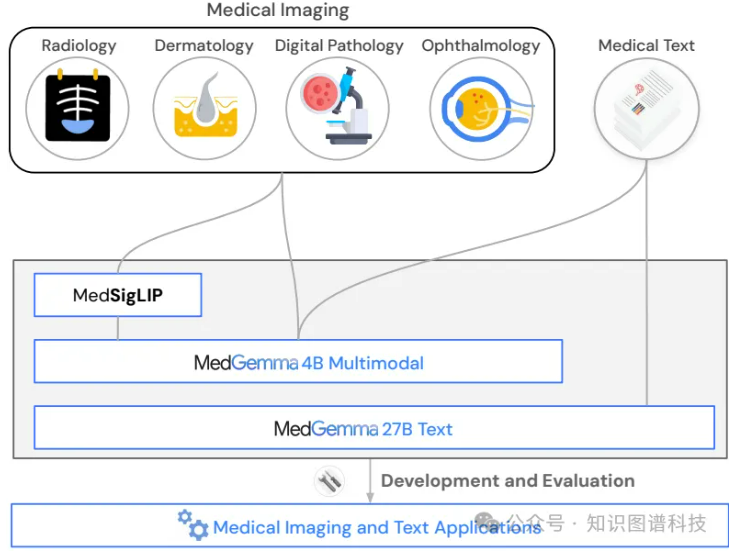 Medical Imaging
Radiology
Dermatology
Digital Pathology
Ophthalmology
Medical Text
MedSigLIP
MedGemma 4B Multimodal
MedGemma 27B Text
Development and Evaluation
Medical Imaging and Text Applications
公众号 · 知识图谱科技